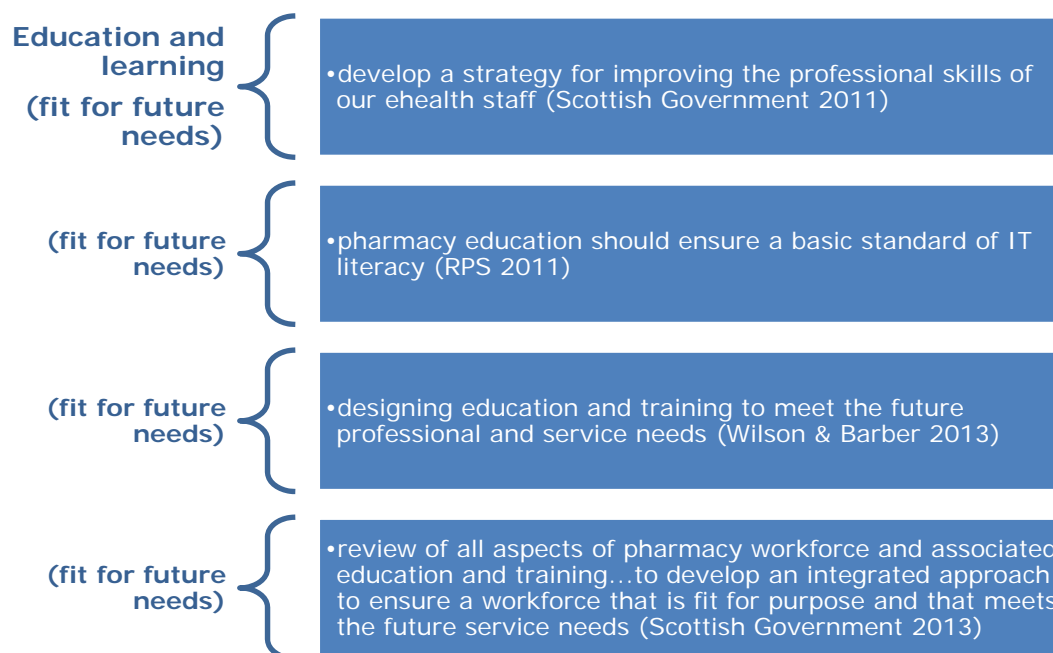 Education and
learning
(fit for future
needs)
•develop a strategy for improving the professional skills of
our ehealth staff (Scottish Government 2011)
(fit for future
needs)
•pharmacy education should ensure a basic standard of IT
literacy (RPS 2011)
(fit for future
needs)
•designing education and training to meet the future
professional and service needs (Wilson & Barber 2013)
(fit for future
needs)
•review of all aspects of pharmacy workforce and associated
education and training...to develop an integrated approach
to ensure a workforce that is fit for purpose and that meets
the future service needs (Scottish Government 2013)